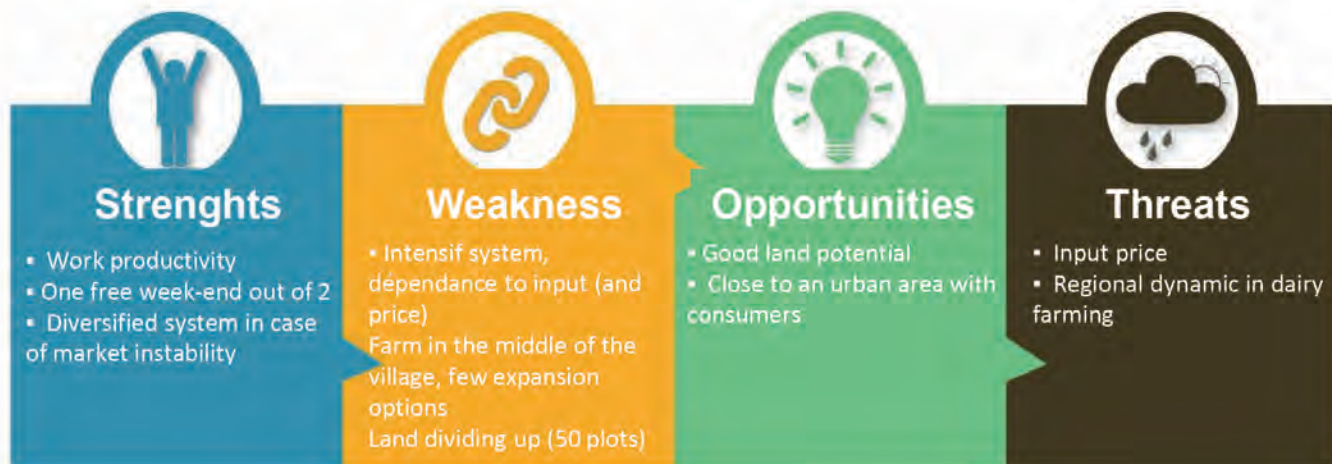 Strenghts
▪ Work productivity
▪ One free week-end out of 2
▪ Diversified system in case
of market instability
Weakness
▪ Intensif system,
dépendance to input (and
price)
Farm in the middle of the
village, few expansion
options
Land dividing up (50 plots)
Opportunities
▪ Good land potential
▪ Close to an urban area with
consumers
Threats
▪ Input price
▪ Regional dynamic in dairy
farming